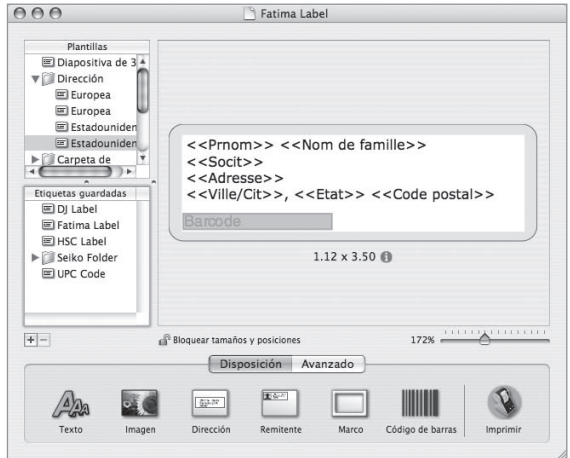 Fatima Label
Plantillas
Diapositiva de 3
Dirección
Europea
Europea
Estadouniden
Estadouniden
Carpeta de
Etiquetas guardadas
DJ Label
Fatima Label
HSC Label
Seiko Folder
UPC Code
<<Prnom>> <<Nom de famille>>
<<Socit>>
<<Adresse>>
<<Ville/Cit>>, <<Etat>> <<Code postal>>
Barcode
1.12 x 3.50
Bloquear tamaños y posiciones
172%
Disposición Avanzado
Texto Imagen Dirección Remitente Marco Código de barras Imprimir